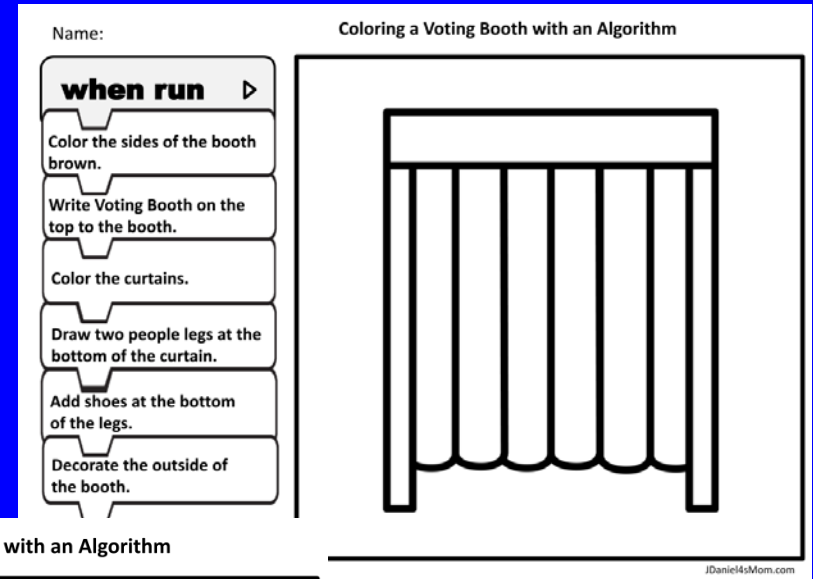 Name:
Coloring a Voting Booth with an Algorithm
when run
Color the sides of the booth
brown.
Write Voting Booth on the
top to the booth.
Color the curtains.
Draw two people legs at the
bottom of the curtain.
Add shoes at the bottom
of the legs.
Decorate the outside of
the booth.
with an Algorithm
JDaniel4sMom.com